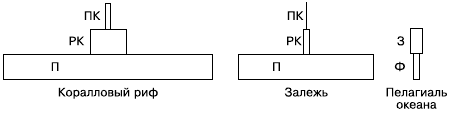 ПК
ПК
РК
РК
З
П
П
Ф
Коралловый риф
Залежь
Пелагиаль
океана